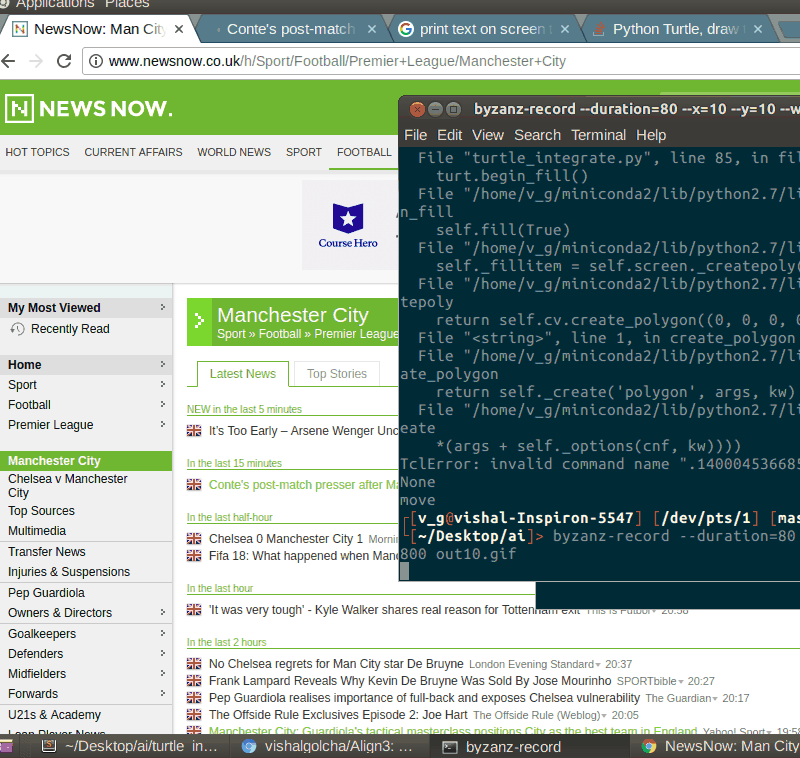 Applications Places
NewsNow: Man City
Conte's post-match
print text on screen
Python Turtle, draw
www.newsnow.co.uk/h/Sport/Football/Premier+League/Manchester+City
NEWS NOW.
HOT TOPICS CURRENT AFFAIRS WORLD NEWS SPORT FOOTBALL
Course Hero
My Most Viewed
Recently Read
Home
Sport
Football
Premier League
Manchester City
Chelsea v Manchester
City
Top Sources
Multimedia
Transfer News
Injuries & Suspensions
Pep Guardiola
Owners & Directors
Goalkeepers
Defenders
Midfielders
Forwards
U21s & Academy
Loan Player News
Manchester City
Sport » Football » Premier League
Latest News Top Stories
NEW in the last 5 minutes
It's Too Early – Arsene Wenger Unc
In the last 15 minutes
Conte's post-match presser after Ma
In the last half-hour
Chelsea 0 Manchester City 1 Mornin
Fifa 18: What happened when Manc
In the last hour
'It was very tough' - Kyle Walker shares real reason for Tottenham exit This Is Futbol 20:58
In the last 2 hours
No Chelsea regrets for Man City star De Bruyne London Evening Standard 20:37
Frank Lampard Reveals Why Kevin De Bruyne Was Sold By Jose Mourinho SPORTbible 20:27
Pep Guardiola realises importance of full-back and exposes Chelsea vulnerability The Guardian 20:17
The Offside Rule Exclusives Episode 2: Joe Hart The Offside Rule (Weblog) 20:05
Manchester City: Guardiola's tactical masterclass positions City as the best team in England Yahoo! Sport 19:58
byzanz-record --duration=80 --x=10 --y=10 --w
File Edit View Search Terminal Help
File "turtle_integrate.py", line 85, in fil
turt.begin_fill()
File "/home/v_g/miniconda2/lib/python2.7/li
n_fill
self.fill(True)
File "/home/v_g/miniconda2/lib/python2.7/li
self._fillitem = self.screen._createpoly(
File "/home/v_g/miniconda2/lib/python2.7/li
tepoly
return self.cv.create_polygon((0, 0, 0, 0
File "<string>", line 1, in create_polygon
File "/home/v_g/miniconda2/lib/python2.7/li
ate_polygon
return self._create('polygon', args, kw)
File "/home/v_g/miniconda2/lib/python2.7/li
eate
*(args + self._options(cnf, kw))))
TclError: invalid command name ".140004536685
None
move
[v_g@vishal-Inspiron-5547] [/dev/pts/1] [mas
[~/Desktop/ai]> byzanz-record --duration=80
800 out10.gif
~/Desktop/ai/turtle_in...
vishalgolcha/Align3: ...
byzanz-record
NewsNow: Man City